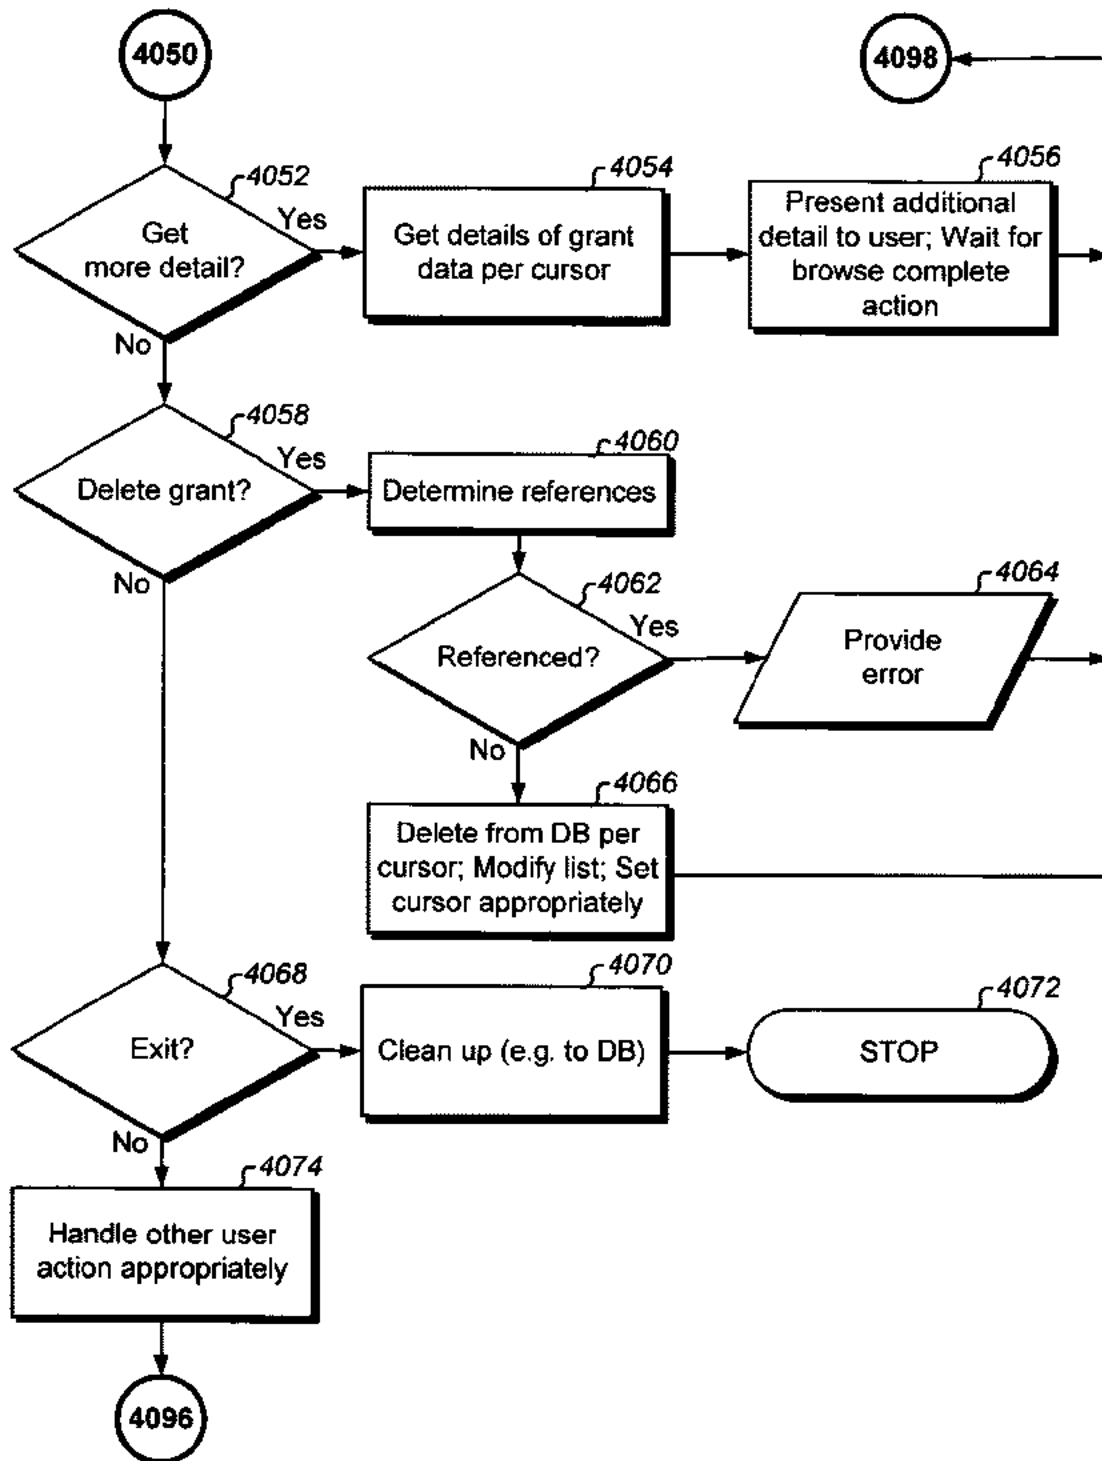 4050
4098
4052
Get
more detail?
Yes
No
4054
Get details of grant
data per cursor
4056
Present additional
detail to user; Wait for
browse complete
action
4058
Delete grant?
Yes
No
4060
Determine references
4062
Referenced?
Yes
No
4064
Provide
error
4066
Delete from DB per
cursor; Modify list; Set
cursor appropriately
4068
Exit?
Yes
No
4070
Clean up (e.g. to DB)
4072
STOP
4074
Handle other user
action appropriately
4096